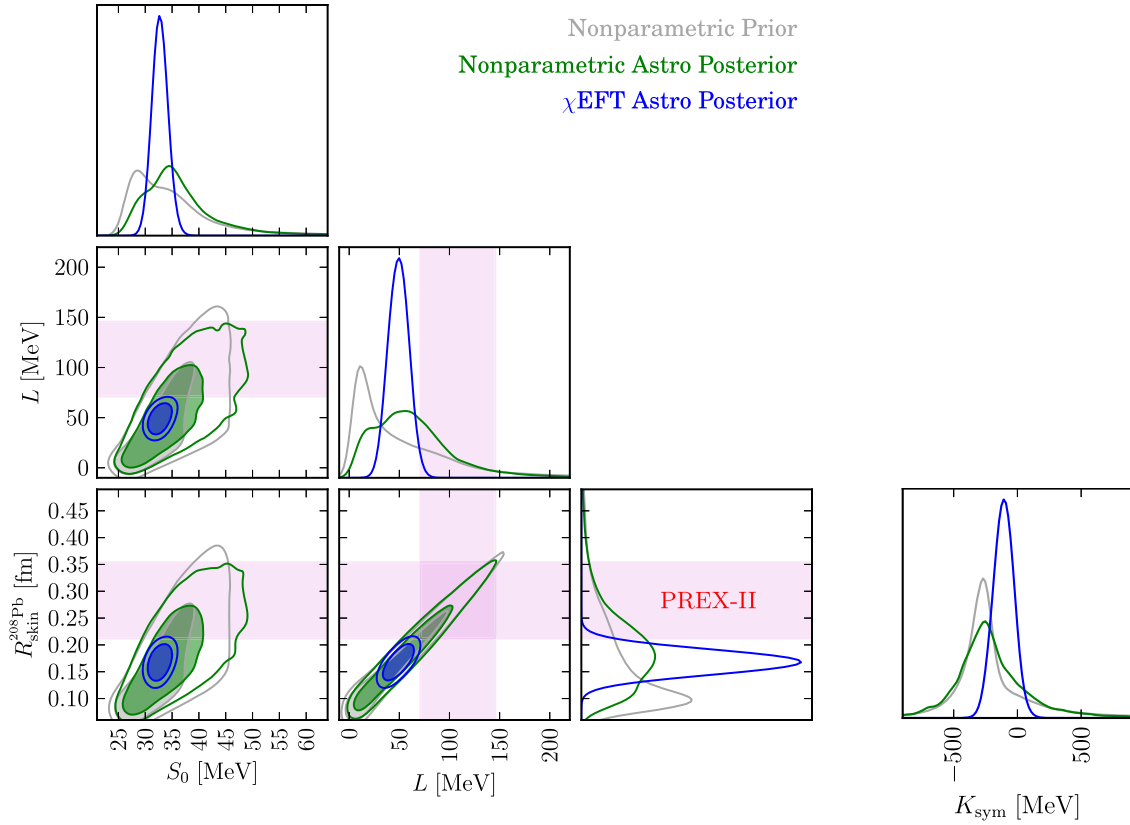 Nonparametric Prior
Nonparametric Astro Posterior
χEFT Astro Posterior
L [MeV]
200
150
100
50
0
R_skin^208Pb [fm]
0.45
0.40
0.35
0.30
0.25
0.20
0.15
0.10
PREX-II
25 30 35 40 45 50 55 60
S_0 [MeV]
0 50 100 150 200
L [MeV]
−500 0 500
K_sym [MeV]